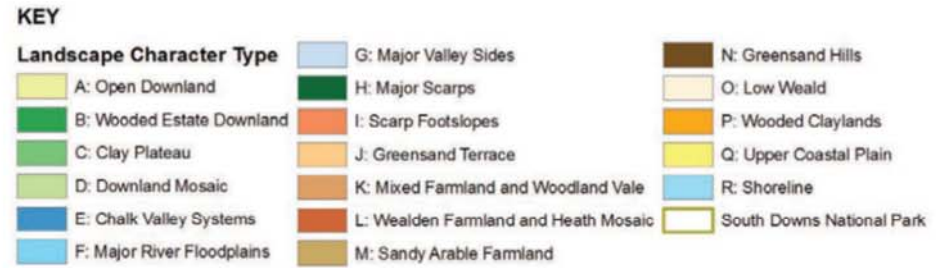 KEY
Landscape Character Type
A: Open Downland
B: Wooded Estate Downland
C: Clay Plateau
D: Downland Mosaic
E: Chalk Valley Systems
F: Major River Floodplains
G: Major Valley Sides
H: Major Scarps
I: Scarp Footslopes
J: Greensand Terrace
K: Mixed Farmland and Woodland Vale
L: Wealden Farmland and Heath Mosaic
M: Sandy Arable Farmland
N: Greensand Hills
O: Low Weald
P: Wooded Claylands
Q: Upper Coastal Plain
R: Shoreline
South Downs National Park